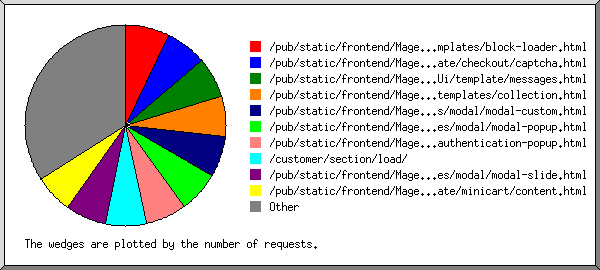 /pub/static/frontend/Mage...mplates/block-loader.html
/pub/static/frontend/Mage...ate/checkout/captcha.html
/pub/static/frontend/Mage...Ui/template/messages.html
/pub/static/frontend/Mage...templates/collection.html
/pub/static/frontend/Mage...s/modal/modal-custom.html
/pub/static/frontend/Mage...es/modal/modal-popup.html
/pub/static/frontend/Mage...authentication-popup.html
/customer/section/load/
/pub/static/frontend/Mage...es/modal/modal-slide.html
/pub/static/frontend/Mage...ate/minicart/content.html
Other
The wedges are plotted by the number of requests.